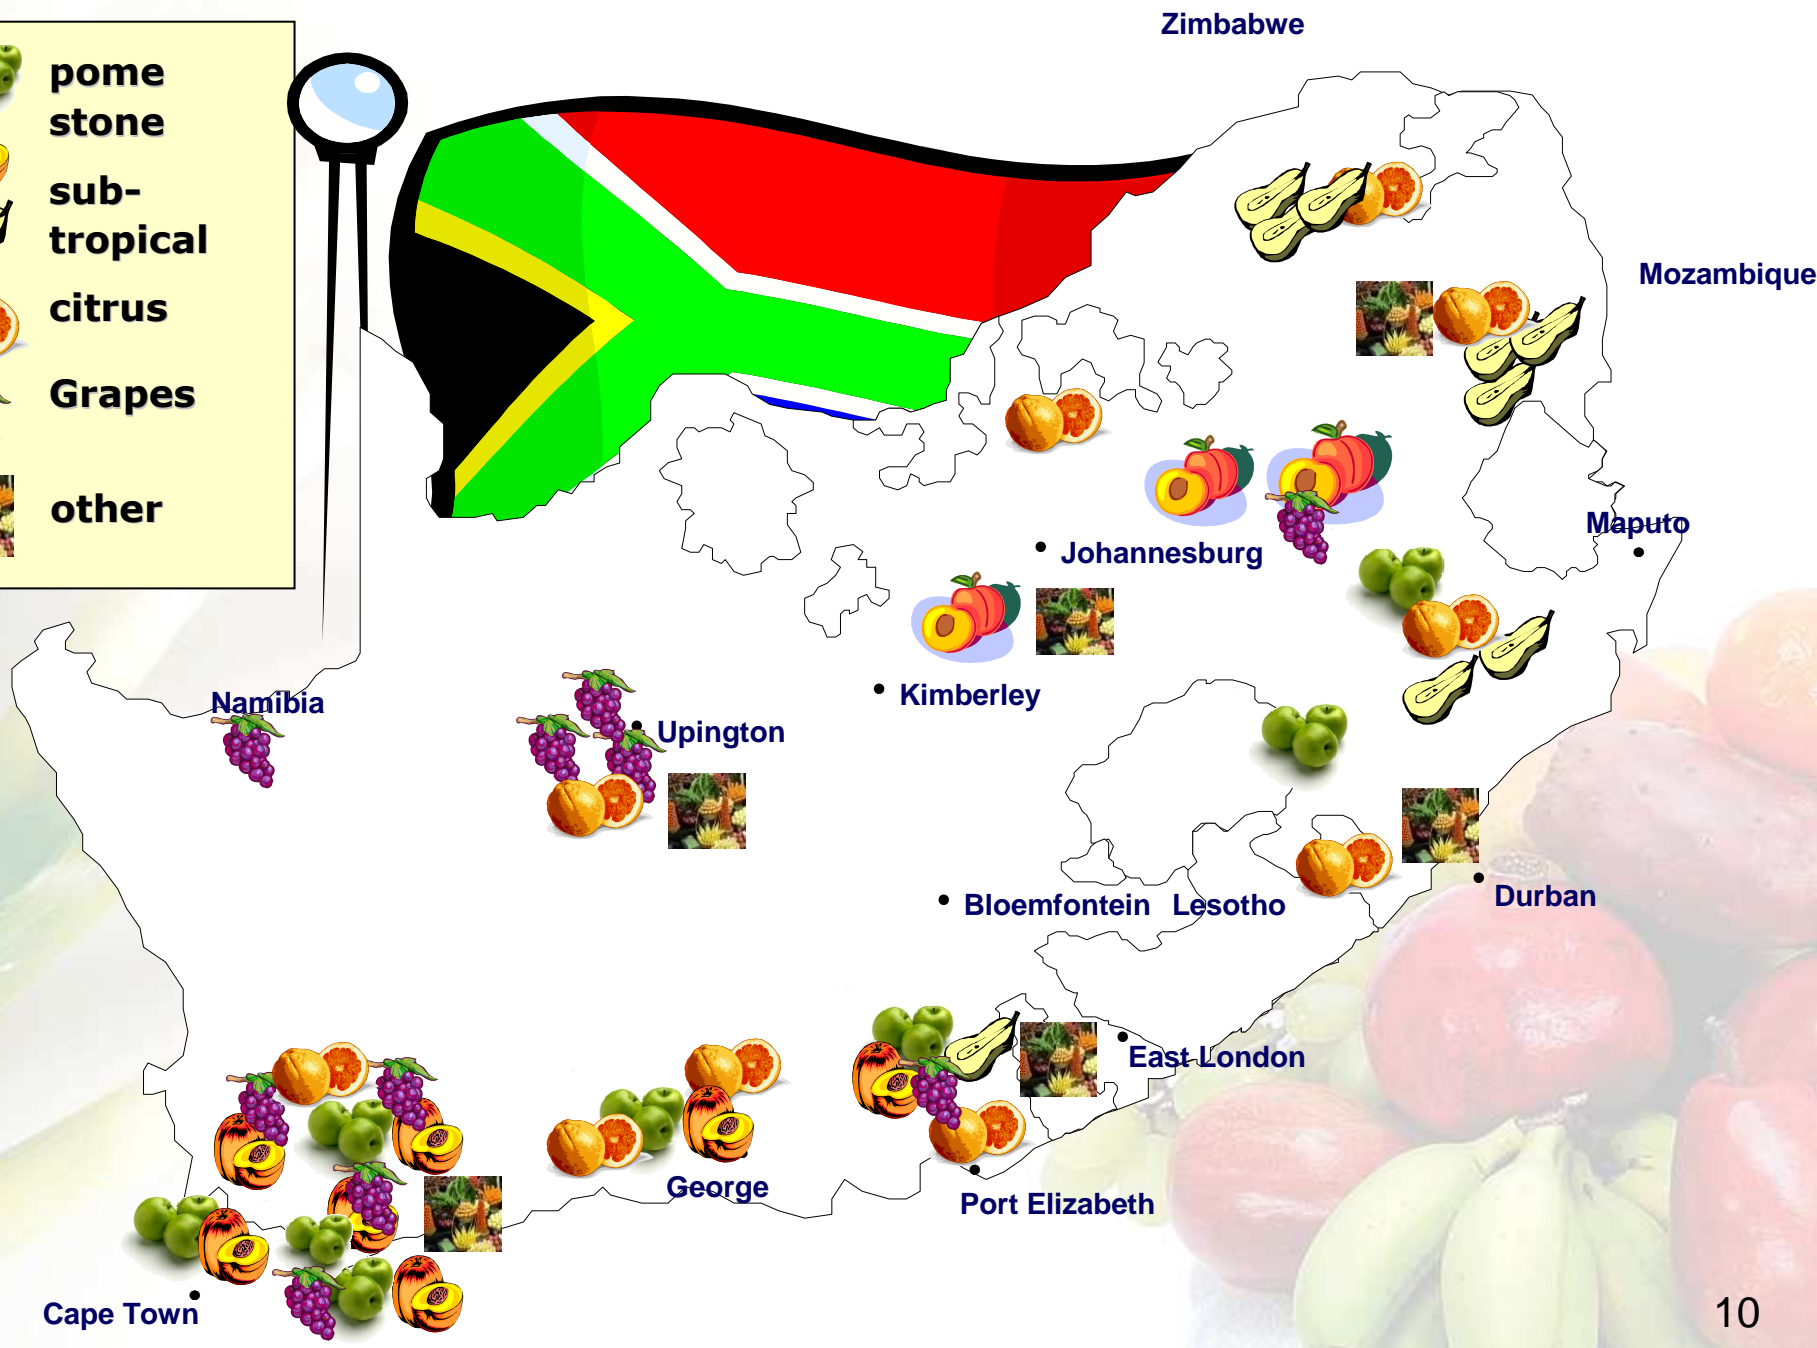 Zimbabwe
pome
stone
sub-
tropical
citrus
Grapes
other
Mozambique
Maputo
Johannesburg
Namibia
Kimberley
Upington
Bloemfontein Lesotho
Durban
East London
George
Port Elizabeth
Cape Town
10